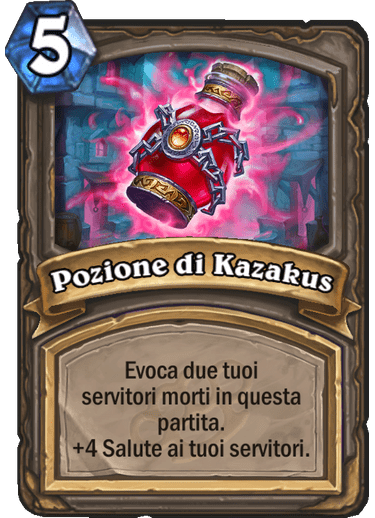 5
Pozione di Kazakus
Evoca due tuoi
servitori morti in questa
partita.
+4 Salute ai tuoi servitori.